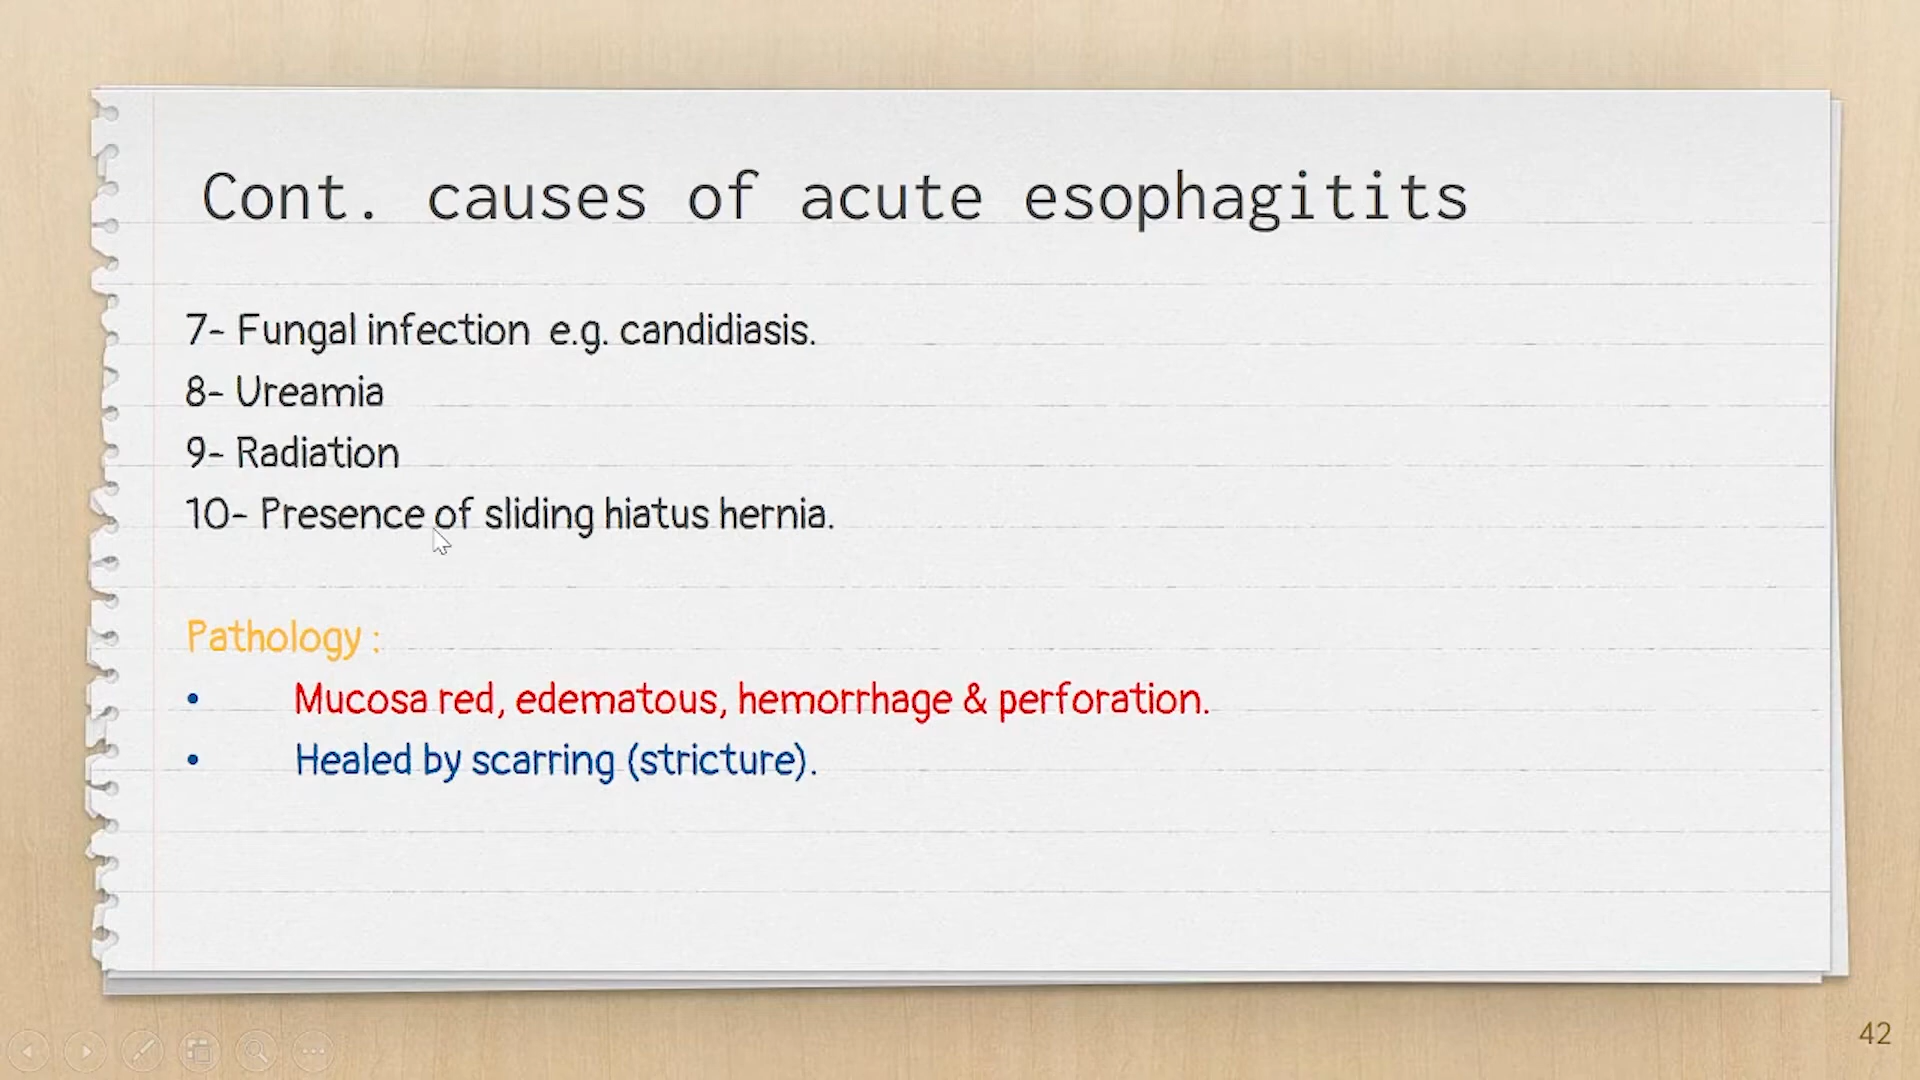 Cont. causes of acute esophagitits
7- Fungal infection e.g. candidiasis.
8- Ureamia
9- Radiation
10- Presence of sliding hiatus hernia.
Pathology :
• Mucosa red, edematous, hemorrhage & perforation.
• Healed by scarring (stricture).
42